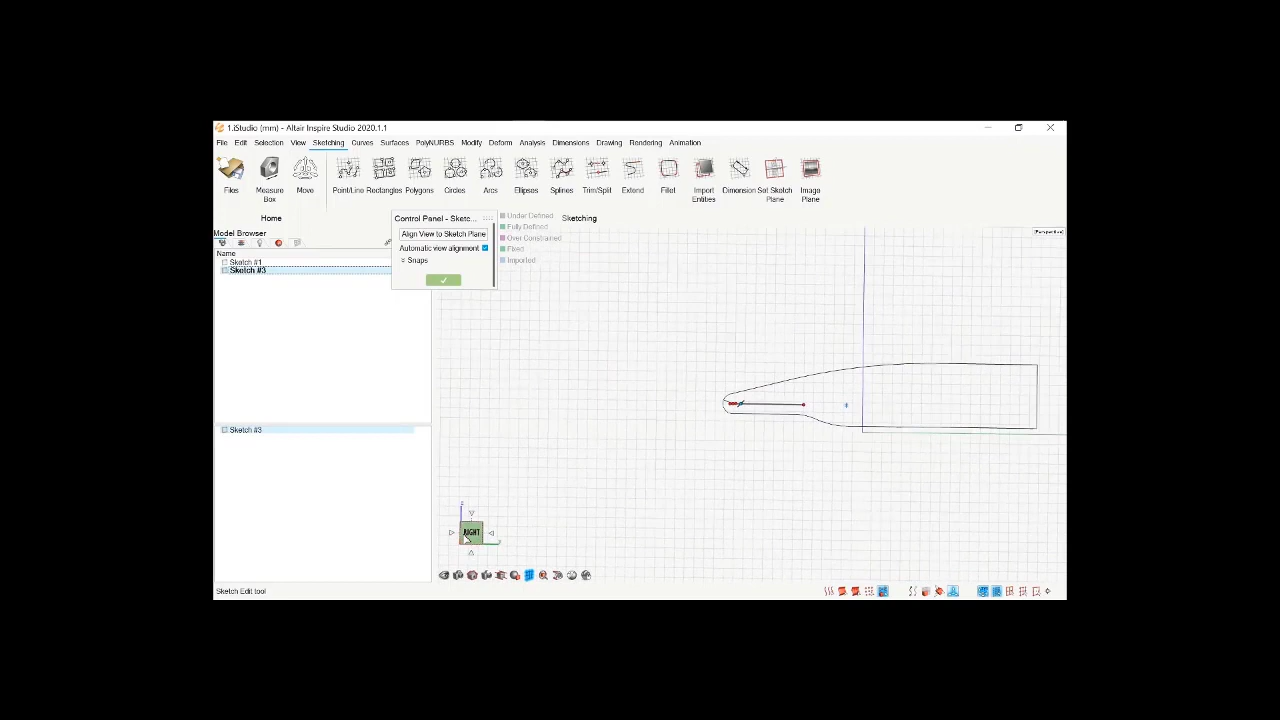 1.iStudio (mm) - Altair Inspire Studio 2020.1.1
File Edit Selection View Sketching Curves Surfaces PolyNURBS Modify Deform Analysis Dimensions Drawing Rendering Animation
Files Measure Box Move Point/Line Rectangles Polygons Circles Arcs Ellipses Splines Trim/Split Extend Fillet Import Entities Dimension Set Sketch Plane Image Plane
Home Sketching
Control Panel - Sketc...
Align View to Sketch Plane
Automatic view alignment
Snaps
Under Defined
Fully Defined
Over Constrained
Fixed
Imported
Model Browser
Name
Sketch #1
Sketch #3
[Perspective]
Sketch #3
RIGHT
Sketch Edit tool